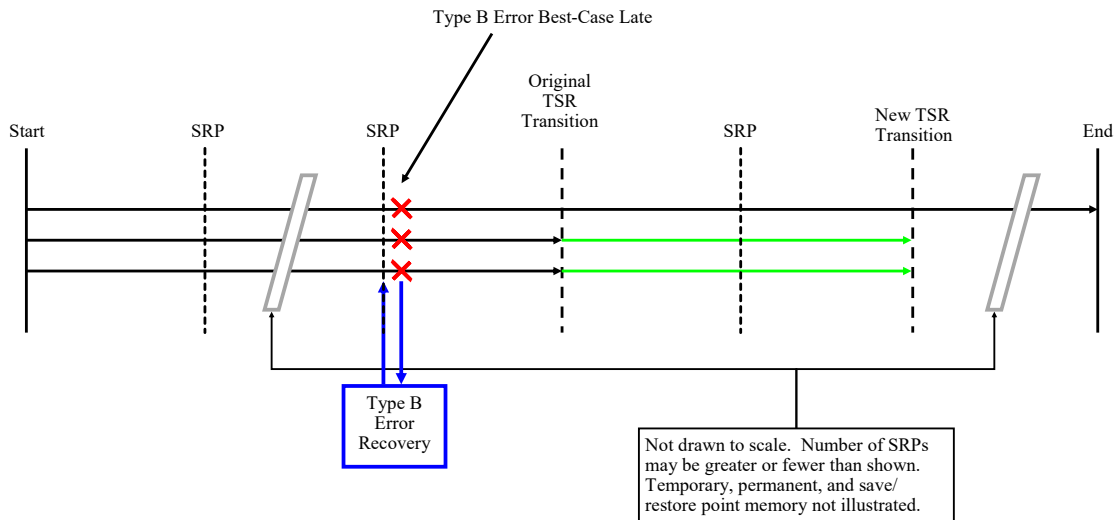 Type B Error Best-Case Late
Original
TSR
Transition
Start
SRP
SRP
SRP
New TSR
Transition
End
Type B
Error
Recovery
Not drawn to scale.  Number of SRPs
may be greater or fewer than shown.
Temporary, permanent, and save/
restore point memory not illustrated.